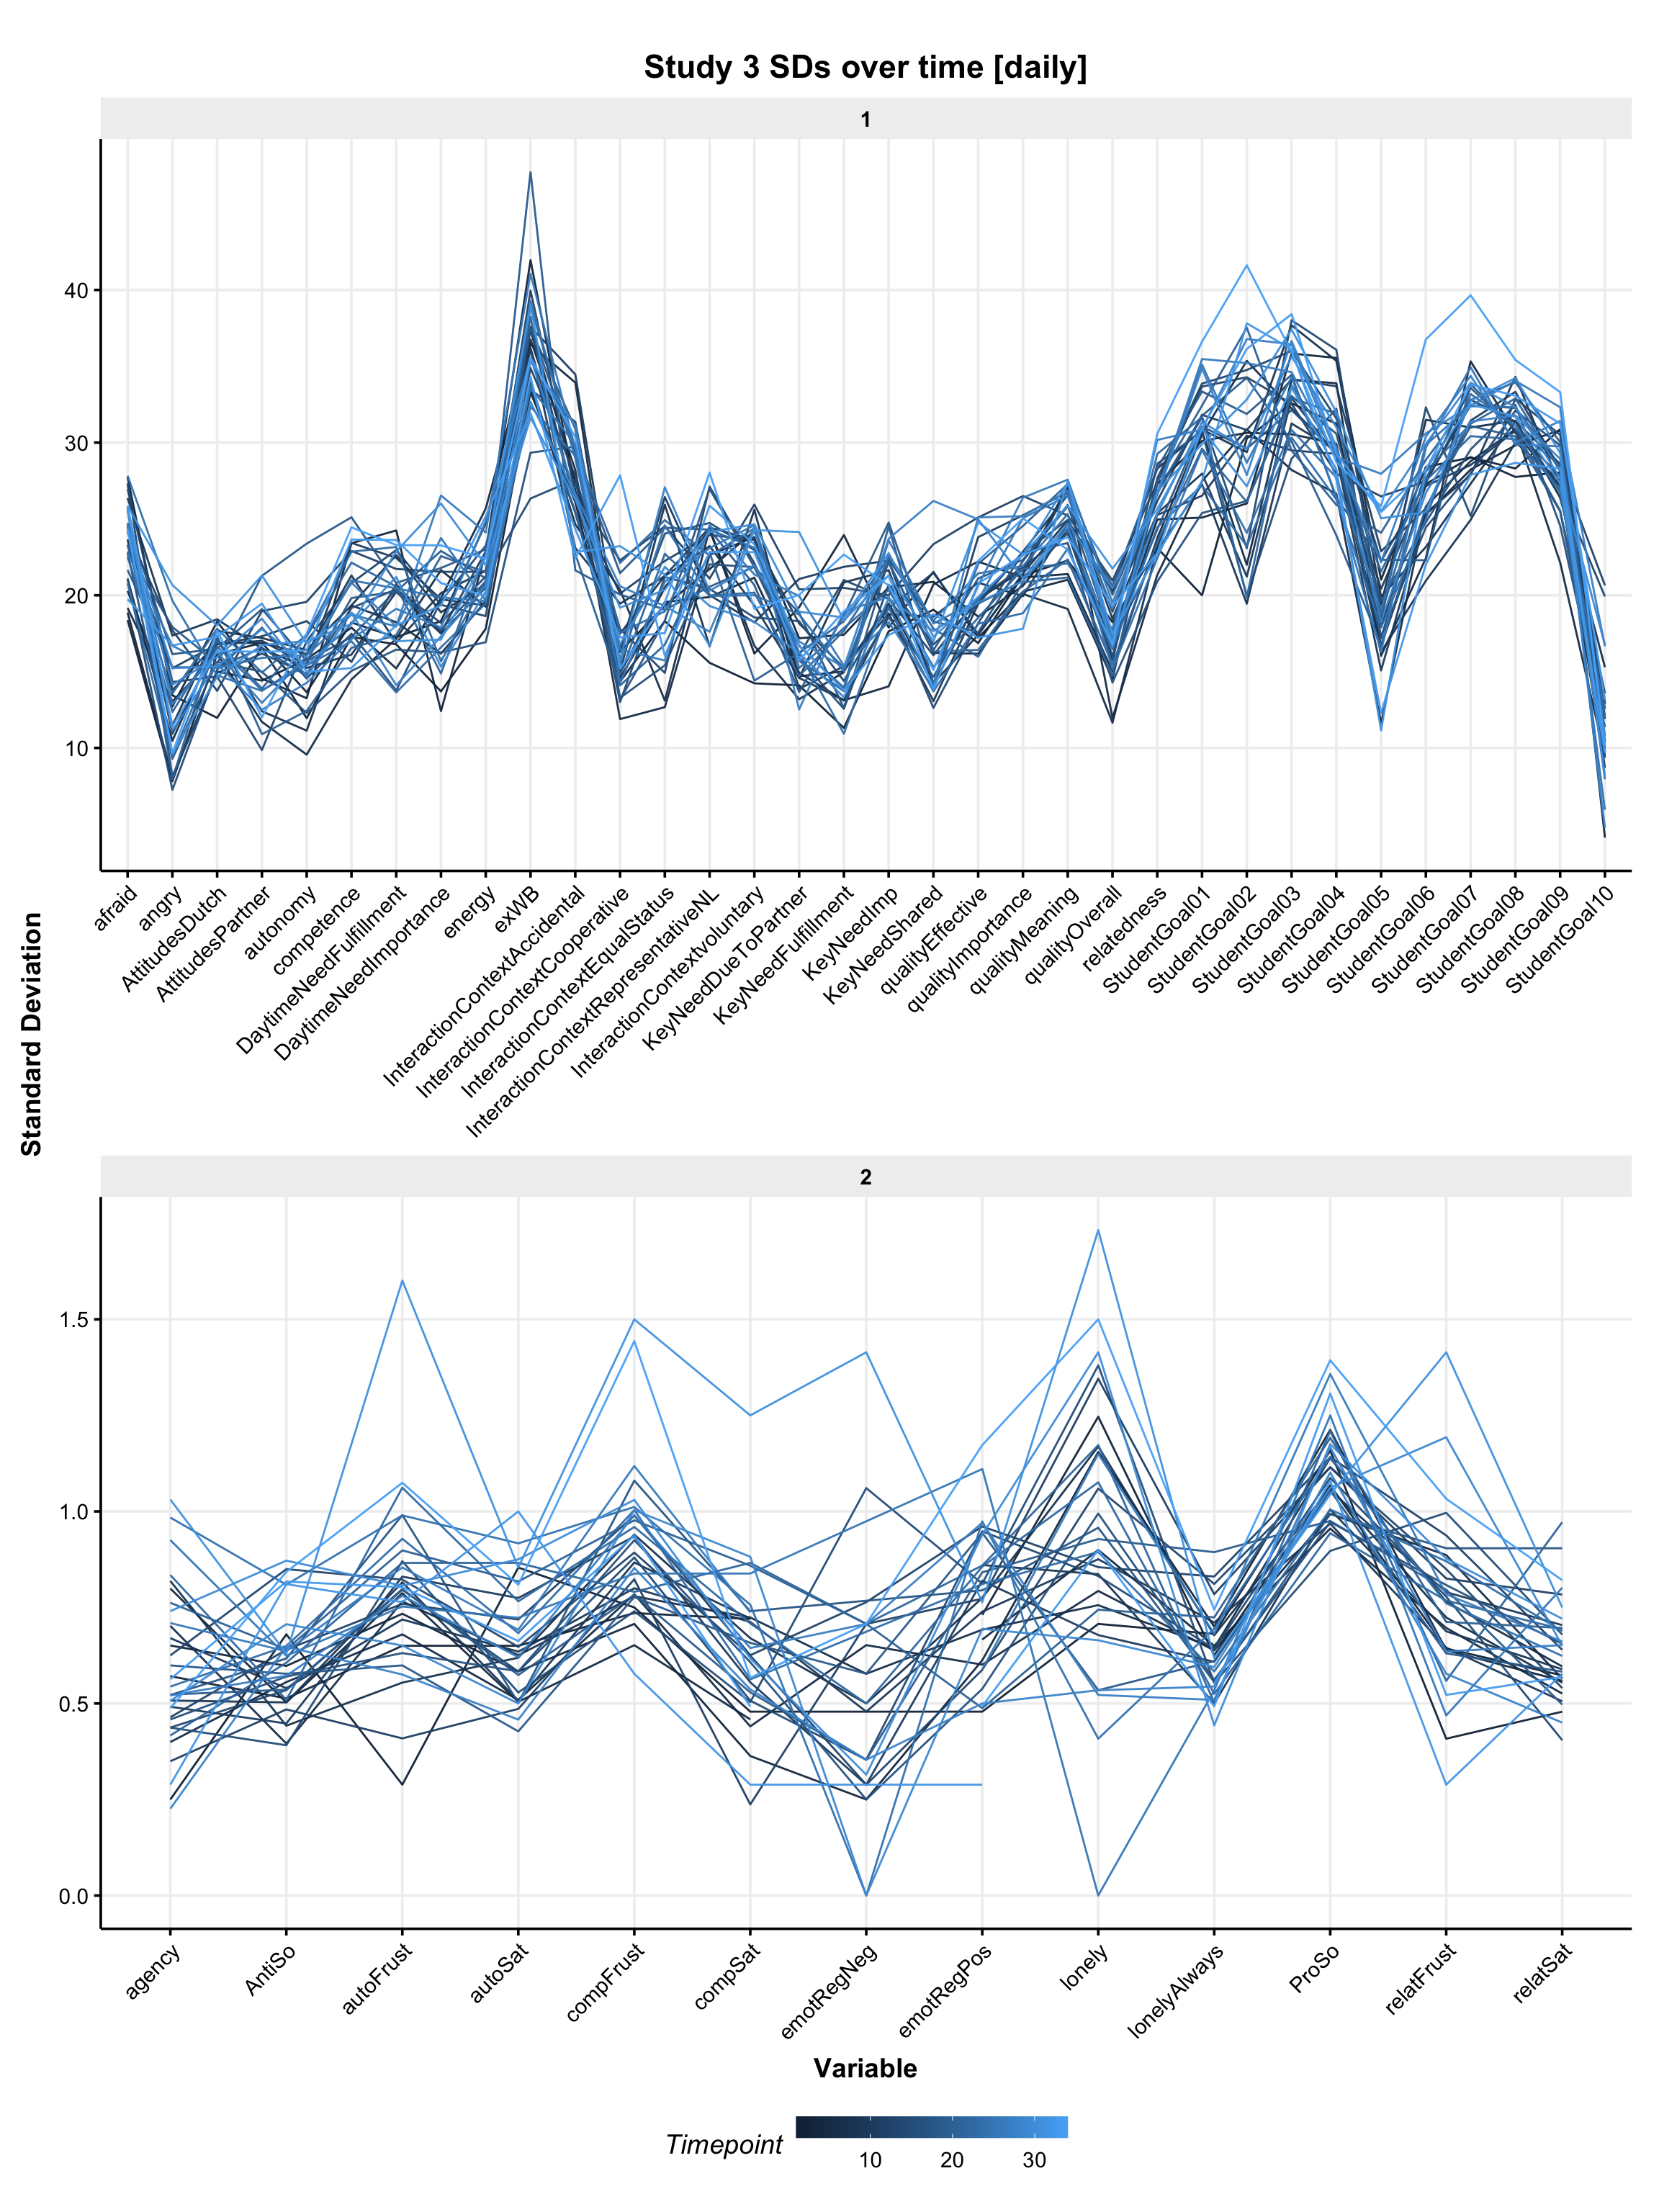 Study 3 SDs over time [daily]
1
40
30
20
10
afraid
angry
AttitudesDutch
AttitudesPartner
autonomy
competence
DaytimeNeedFulfillment
DaytimeNeedImportance
energy
exWB
InteractionContextAccidental
InteractionContextCooperative
InteractionContextEqualStatus
InteractionContextRepresentativeNL
InteractionContextvoluntary
KeyNeedDueToPartner
KeyNeedFulfillment
KeyNeedImp
KeyNeedShared
qualityEffective
qualityImportance
qualityMeaning
qualityOverall
relatedness
StudentGoal01
StudentGoal02
StudentGoal03
StudentGoal04
StudentGoal05
StudentGoal06
StudentGoal07
StudentGoal08
StudentGoal09
StudentGoal10
Standard Deviation
2
1.5
1.0
0.5
0.0
agency
AntiSo
autoFrust
autoSat
compFrust
compSat
emotRegNeg
emotRegPos
lonely
lonelyAlways
ProSo
relatFrust
relatSat
Variable
Timepoint
10 20 30